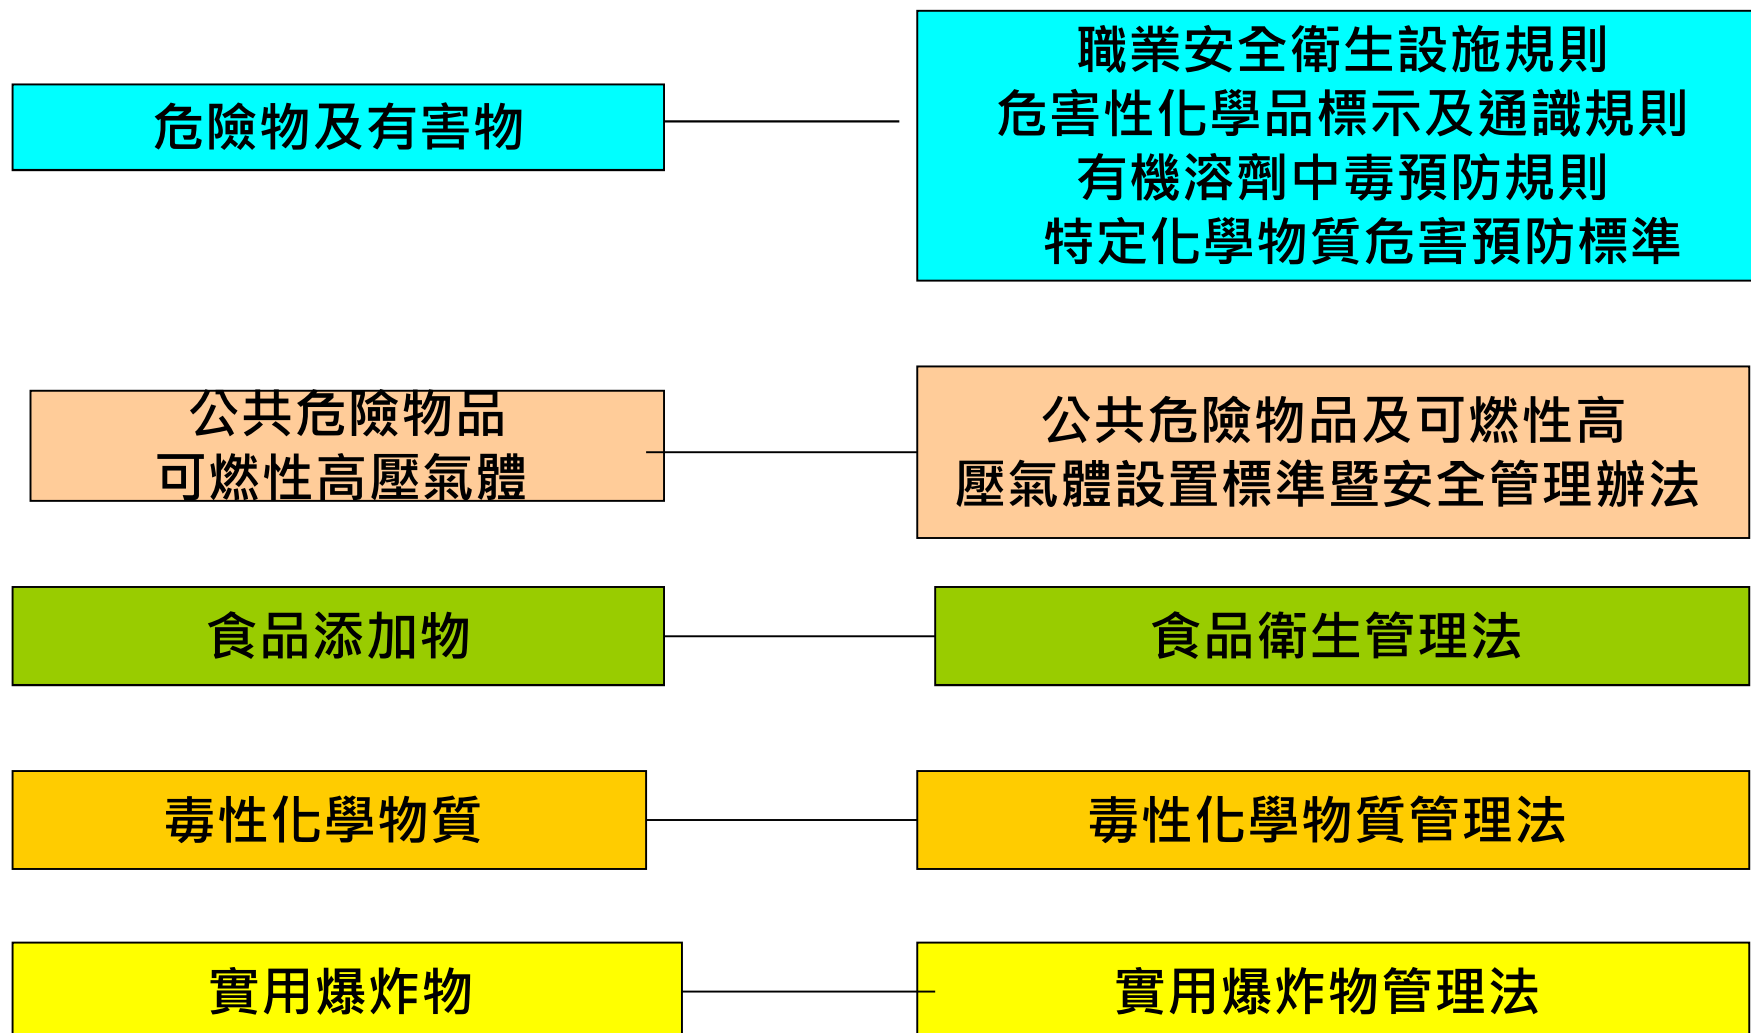 危險物及有害物
職業安全衛生設施規則
危害性化學品標示及通識規則
有機溶劑中毒預防規則
特定化學物質危害預防標準
公共危險物品
可燃性高壓氣體
公共危險物品及可燃性高
壓氣體設置標準暨安全管理辦法
食品添加物
食品衛生管理法
毒性化學物質
毒性化學物質管理法
實用爆炸物
實用爆炸物管理法